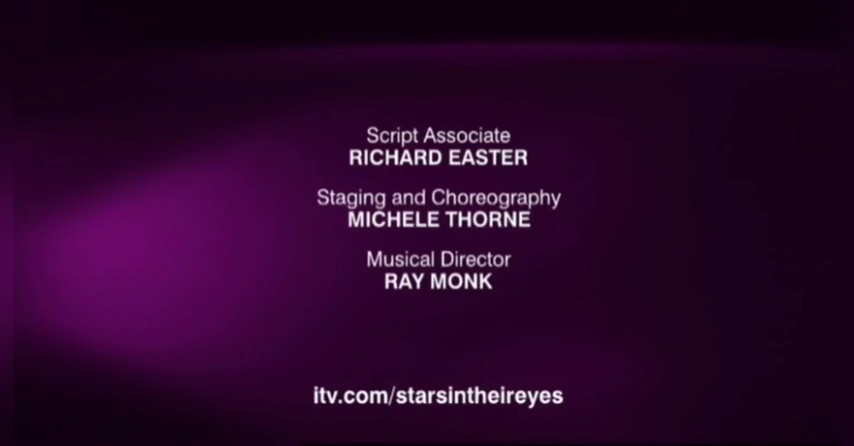 Script Associate
RICHARD EASTER
Staging and Choreography
MICHELE THORNE
Musical Director
RAY MONK
itv.com/starsintheireyes